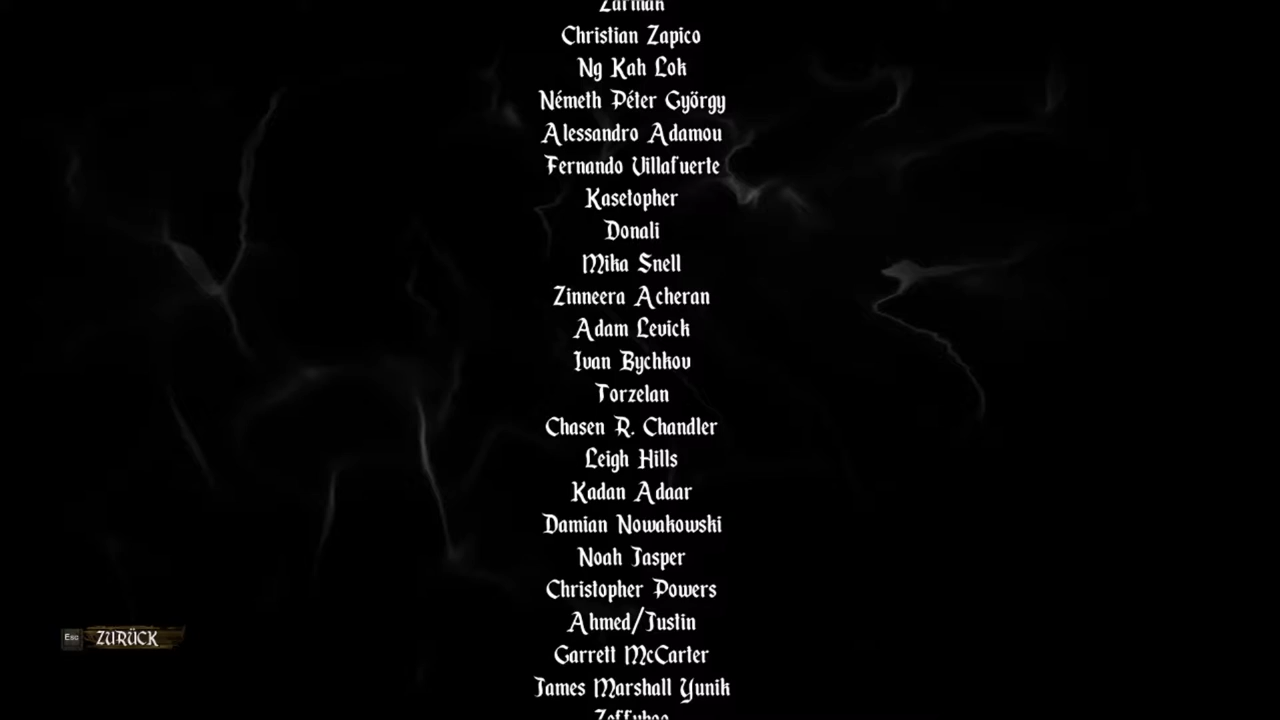 Zarmak
Christian Zapico
Ng Kah Lok
Németh Péter György
Alessandro Adamou
Fernando Villafuerte
Kasetopher
Donali
Mika Snell
Zinneera Acheran
Adam Levick
Ivan Bychkov
Torzelan
Chasen R. Chandler
Leigh Hills
Kadan Adaar
Damian Nowakowski
Noah Jasper
Christopher Powers
Ahmed/Justin
Esc ZURÜCK
Garrett McCarter
James Marshall Yunik